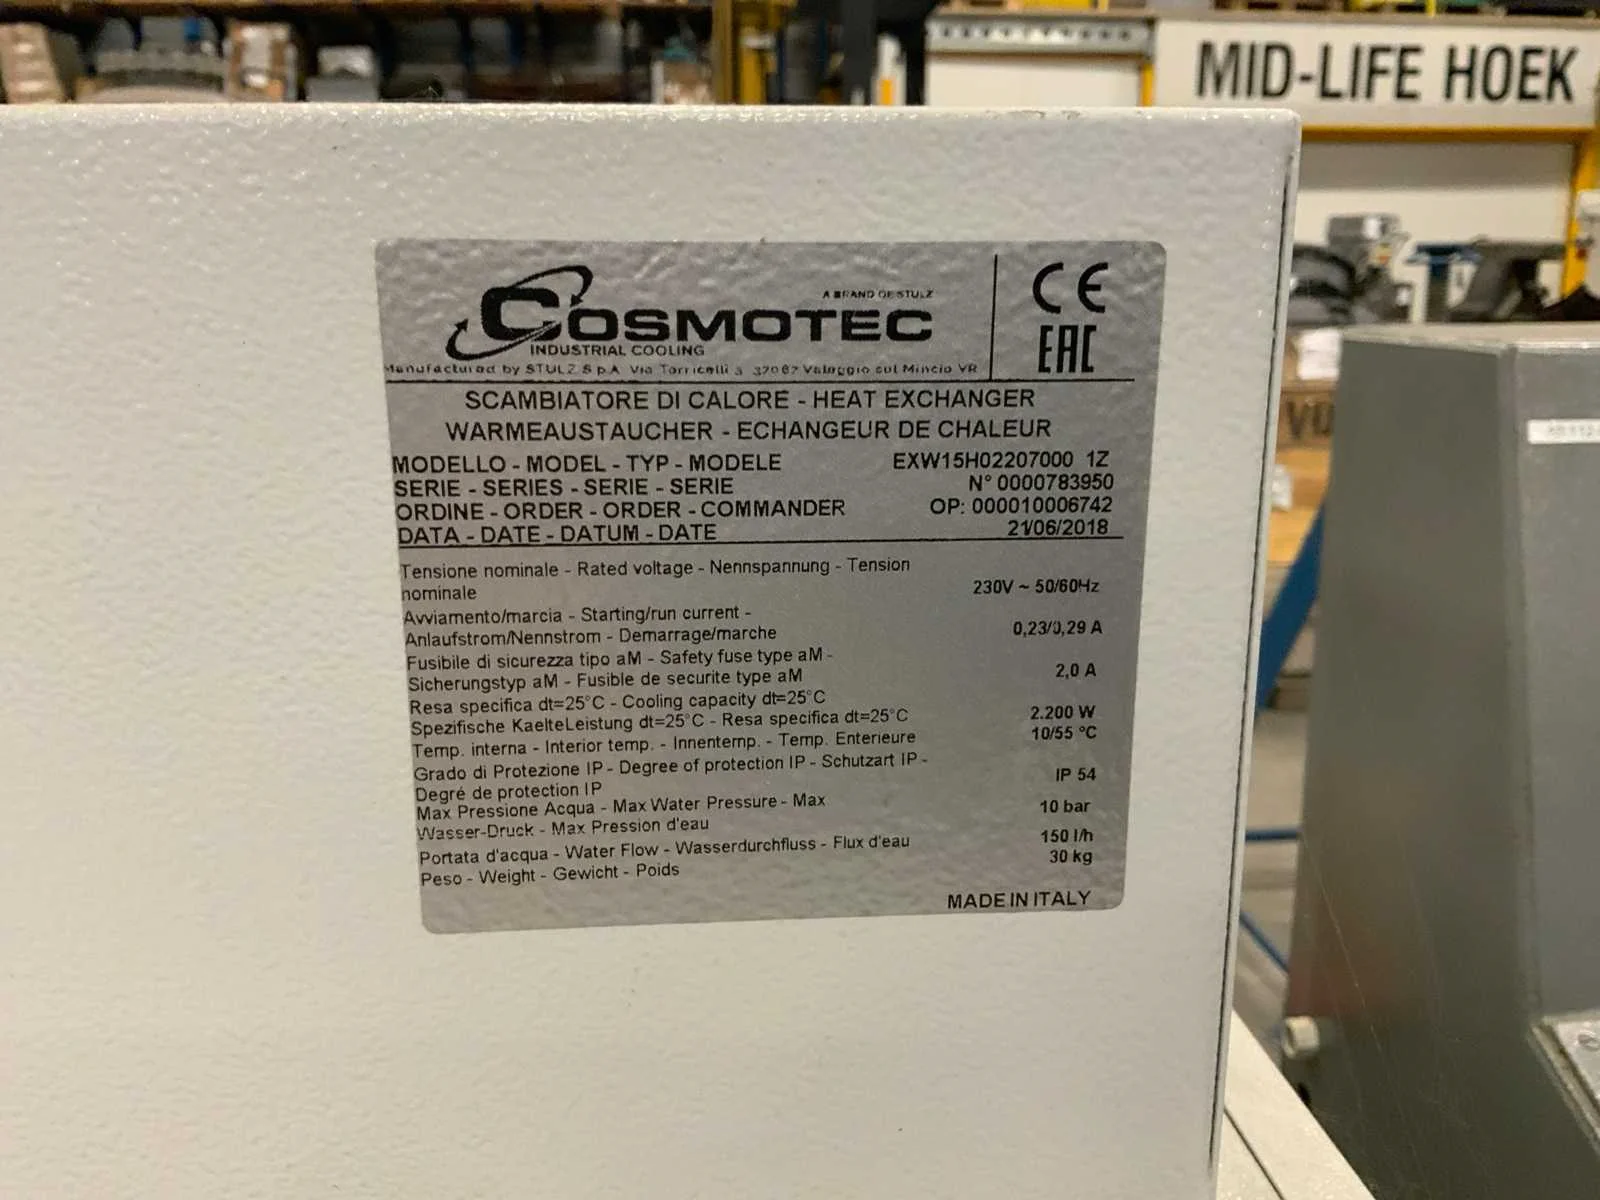 MID-LIFE HOEK
A BRAND OF STULZ
COSMOTEC
INDUSTRIAL COOLING
Manufactured by STULZ S.p.A. Via Torricelli 3 37067 Valeggio sul Mincio VR
CE
EAC
SCAMBIATORE DI CALORE - HEAT EXCHANGER
WARMEAUSTAUCHER - ECHANGEUR DE CHALEUR
MODELLO - MODEL - TYP - MODELE EXW15H02207000 1Z
SERIE - SERIES - SERIE - SERIE N° 0000783950
ORDINE - ORDER - ORDER - COMMANDER OP: 000010006742
DATA - DATE - DATUM - DATE 21/06/2018
Tensione nominale - Rated voltage - Nennspannung - Tension
nominale 230V ~ 50/60Hz
Avviamento/marcia - Starting/run current -
Anlaufstrom/Nennstrom - Demarrage/marche 0,23/0,29 A
Fusibile di sicurezza tipo aM - Safety fuse type aM -
Sicherungstyp aM - Fusible de securite type aM 2,0 A
Resa specifica dt=25°C - Cooling capacity dt=25°C
Spezifische KaelteLeistung dt=25°C - Resa specifica dt=25°C 2.200 W
Temp. interna - Interior temp. - Innentemp. - Temp. Enterieure 10/55 °C
Grado di Protezione IP - Degree of protection IP - Schutzart IP -
Degré de protection IP IP 54
Max Pressione Acqua - Max Water Pressure - Max
Wasser-Druck - Max Pression d'eau 10 bar
Portata d'acqua - Water Flow - Wasserdurchfluss - Flux d'eau 150 l/h
Peso - Weight - Gewicht - Poids 30 kg
MADE IN ITALY